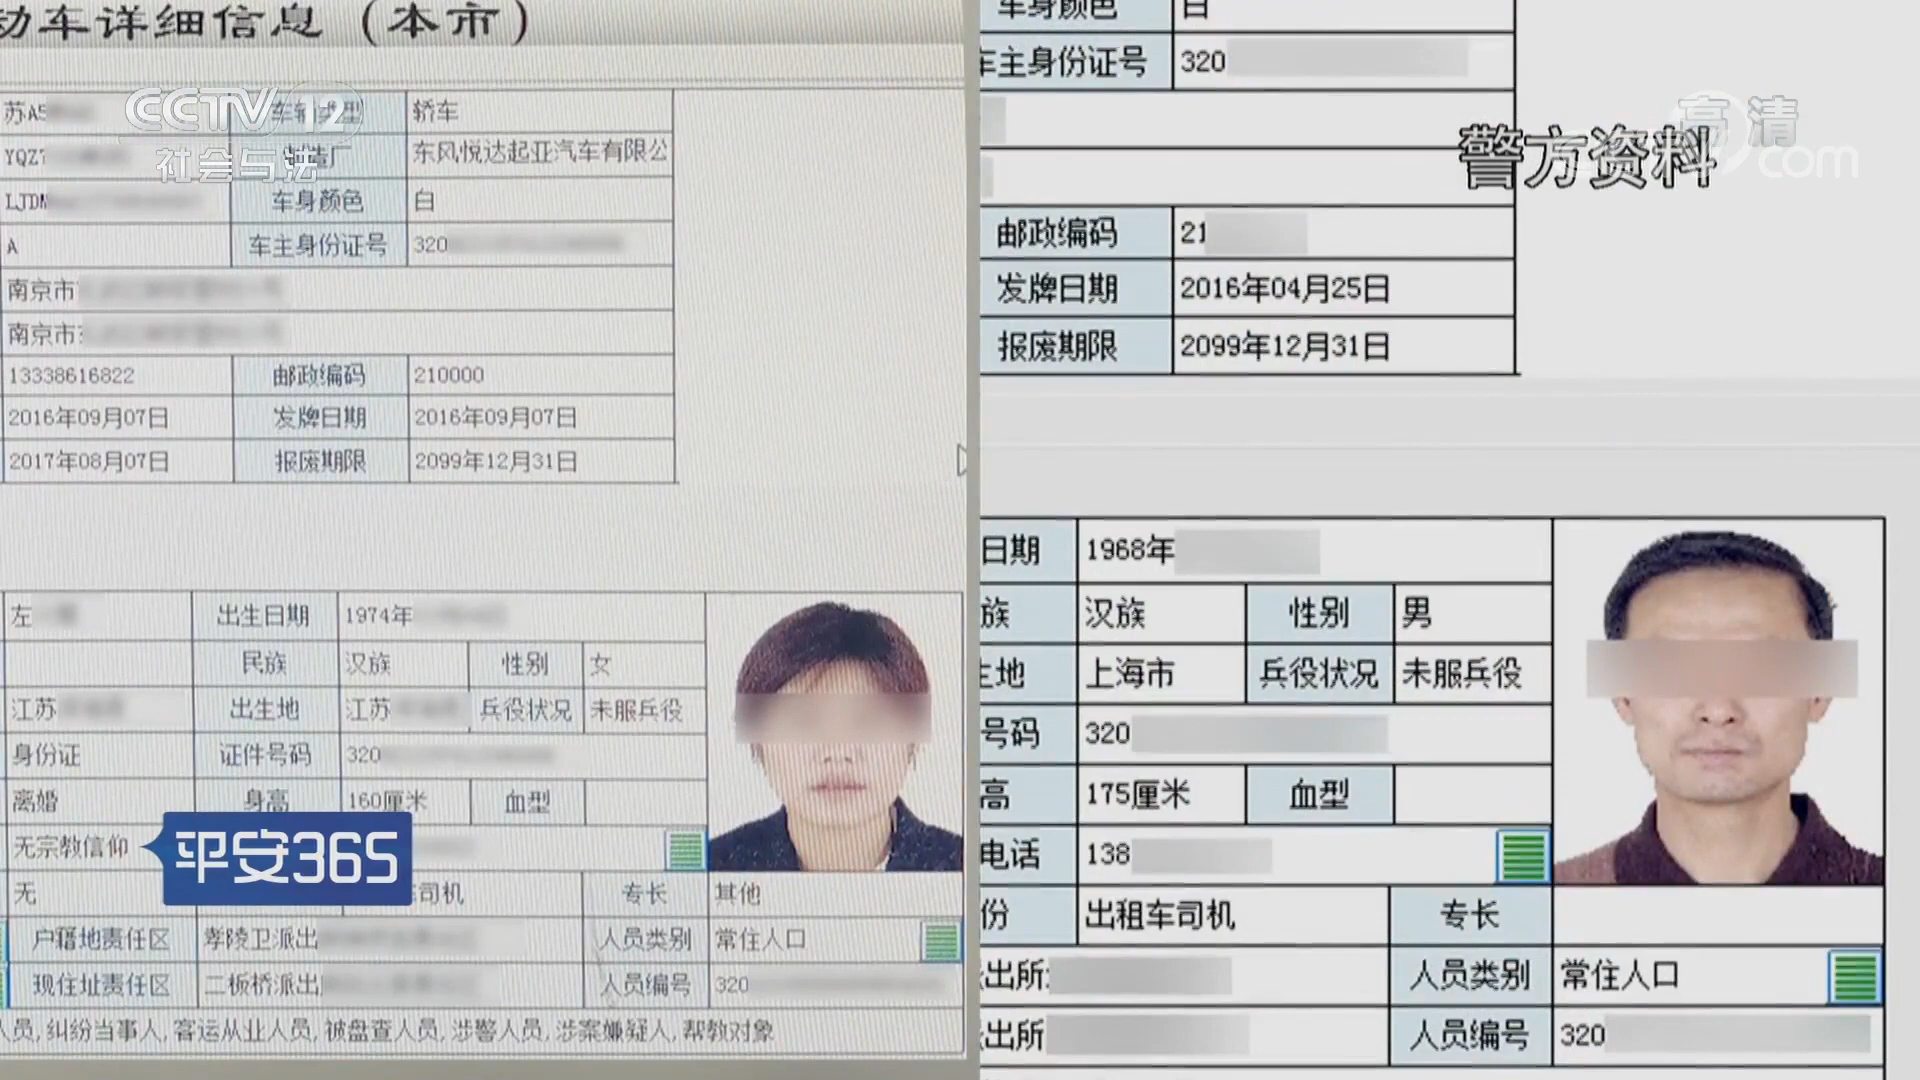 动车详细信息（本市）
苏A5 车辆类型 轿车
YQZ7 制造厂 东风悦达起亚汽车有限公
LJDM 车身颜色 白
A 车主身份证号 320
南京市
南京市
13338616822 邮政编码 210000
2016年09月07日 发牌日期 2016年09月07日
2017年08月07日 报废期限 2099年12月31日
左 出生日期 1974年
民族 汉族 性别 女
江苏 出生地 江苏 兵役状况 未服兵役
身份证 证件号码 320
离婚 身高 160厘米 血型
无宗教信仰
无 车司机 专长 其他
户籍地责任区 孝陵卫派出 人员类别 常住人口
现住址责任区 二板桥派出 人员编号 320
人员,纠纷当事人,客运从业人员,被盘查人员,涉警人员,涉案嫌疑人,帮教对象
CCTV 12
社会与法
平安365
车身颜色 白
车主身份证号 320
邮政编码 21
发牌日期 2016年04月25日
报废期限 2099年12月31日
日期 1968年
族 汉族 性别 男
生地 上海市 兵役状况 未服兵役
号码 320
高 175厘米 血型
电话 138
份 出租车司机 专长
派出所 人员类别 常住人口
出所 人员编号 320
高清
警方资料
com